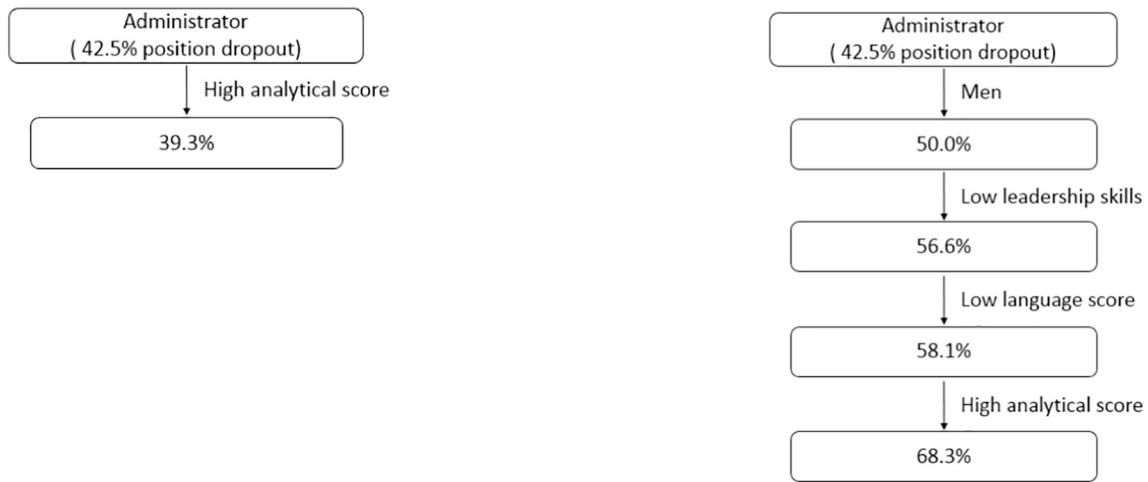 Administrator
( 42.5% position dropout)
High analytical score
39.3%
Administrator
( 42.5% position dropout)
Men
50.0%
Low leadership skills
56.6%
Low language score
58.1%
High analytical score
68.3%